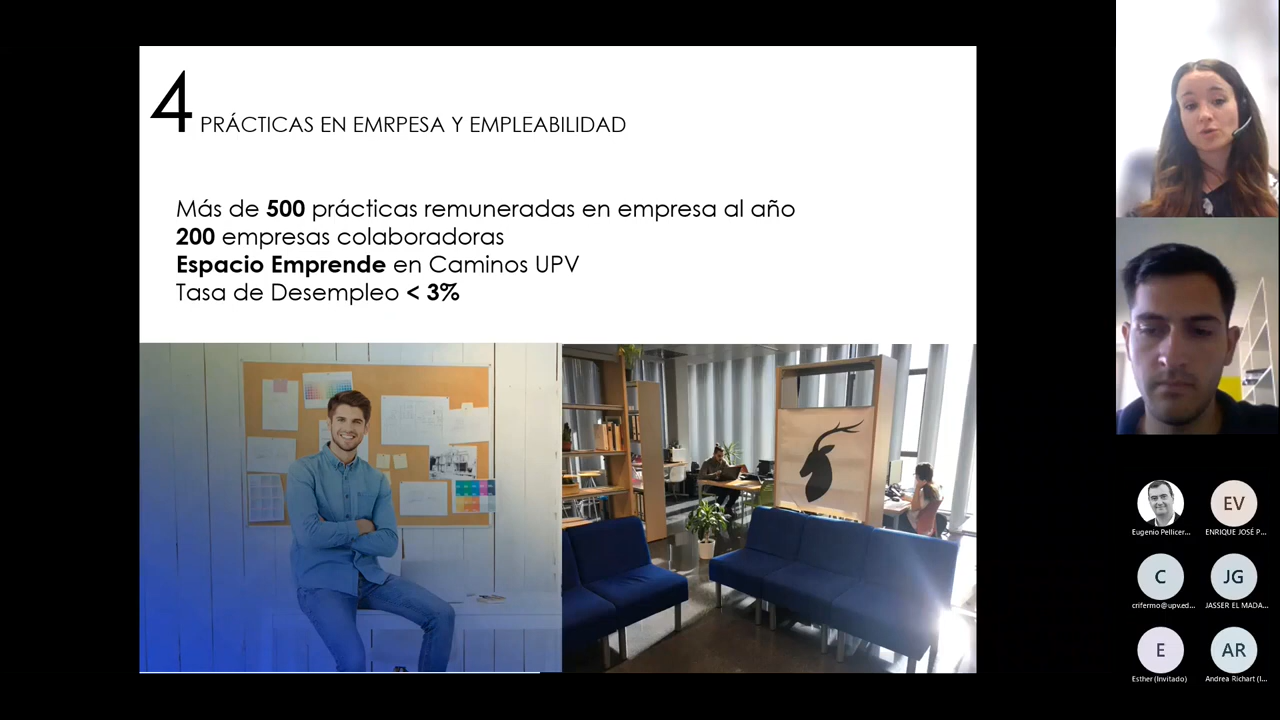 4 PRÁCTICAS EN EMRPESA Y EMPLEABILIDAD
Más de 500 prácticas remuneradas en empresa al año
200 empresas colaboradoras
Espacio Emprende en Caminos UPV
Tasa de Desempleo < 3%
EV
Eugenio Pellicer...
ENRIQUE JOSÉ P...
C
JG
crifermo@upv.ed...
JASSER EL MADA...
E
AR
Esther (Invitado)
Andrea Richart (I...